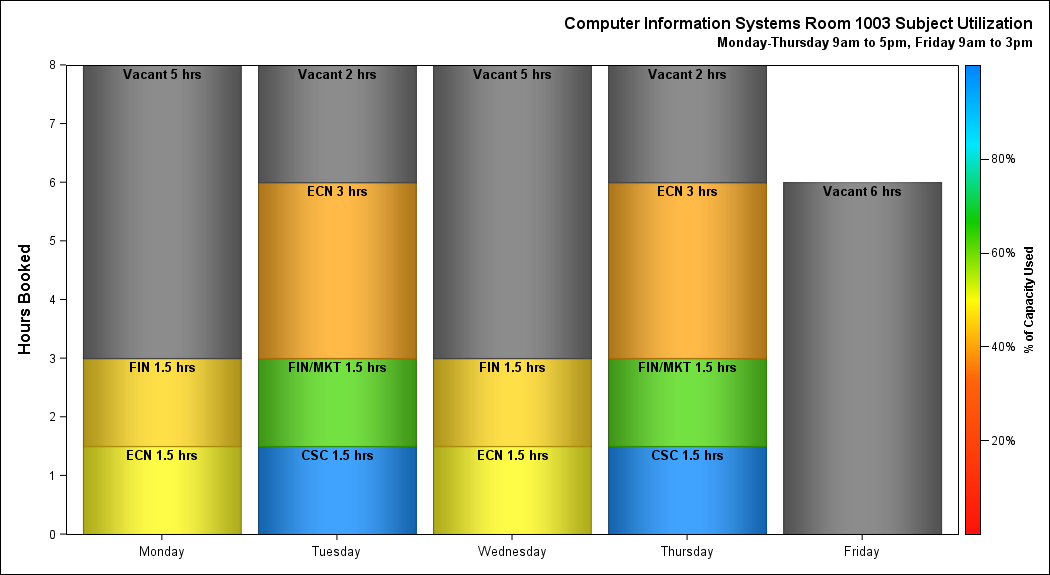 Computer Information Systems Room 1003 Subject Utilization
Monday-Thursday 9am to 5pm, Friday 9am to 3pm
Hours Booked
8
7
6
5
4
3
2
1
0
Vacant 5 hrs
FIN 1.5 hrs
ECN 1.5 hrs
Vacant 2 hrs
ECN 3 hrs
FIN/MKT 1.5 hrs
CSC 1.5 hrs
Vacant 5 hrs
FIN 1.5 hrs
ECN 1.5 hrs
Vacant 2 hrs
ECN 3 hrs
FIN/MKT 1.5 hrs
CSC 1.5 hrs
Vacant 6 hrs
Monday
Tuesday
Wednesday
Thursday
Friday
80%
60%
40%
20%
% of Capacity Used